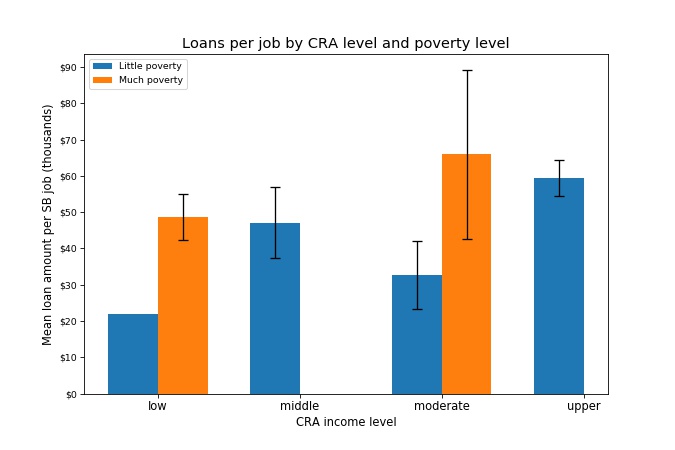 Loans per job by CRA level and poverty level
Little poverty
Much poverty
Mean loan amount per SB job (thousands)
$90
$80
$70
$60
$50
$40
$30
$20
$10
$0
low middle moderate upper
CRA income level